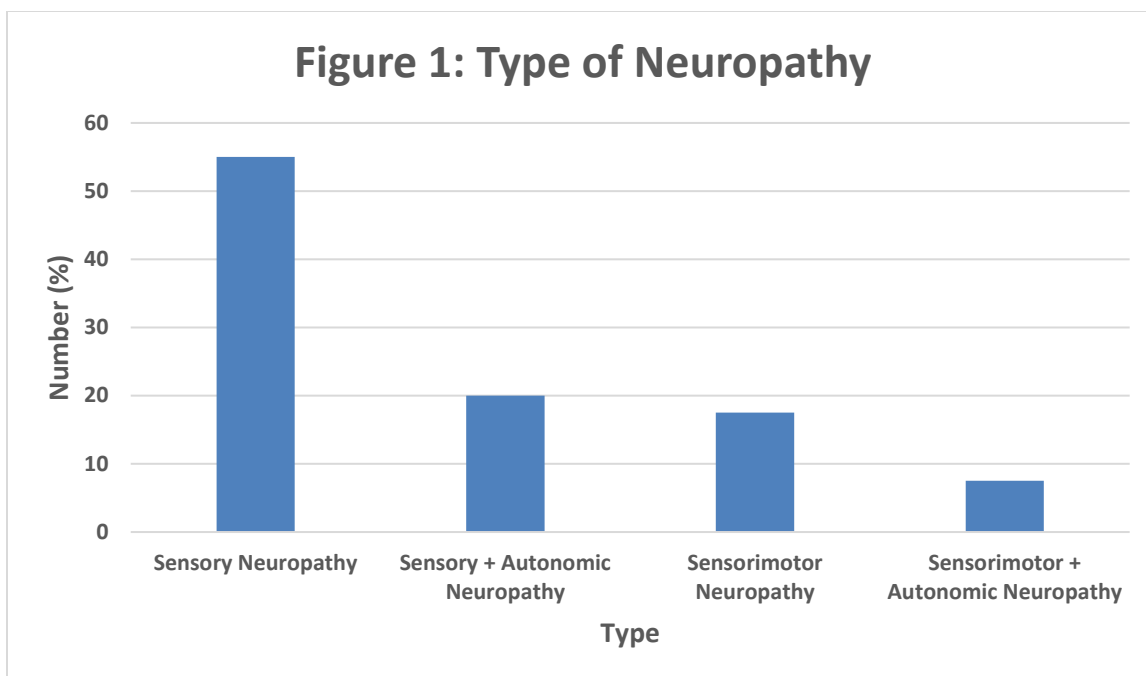 Figure 1: Type of Neuropathy
60
50
40
30
20
10
0
Number (%)
Sensory Neuropathy
Sensory + Autonomic
Neuropathy
Sensorimotor
Neuropathy
Sensorimotor +
Autonomic Neuropathy
Type